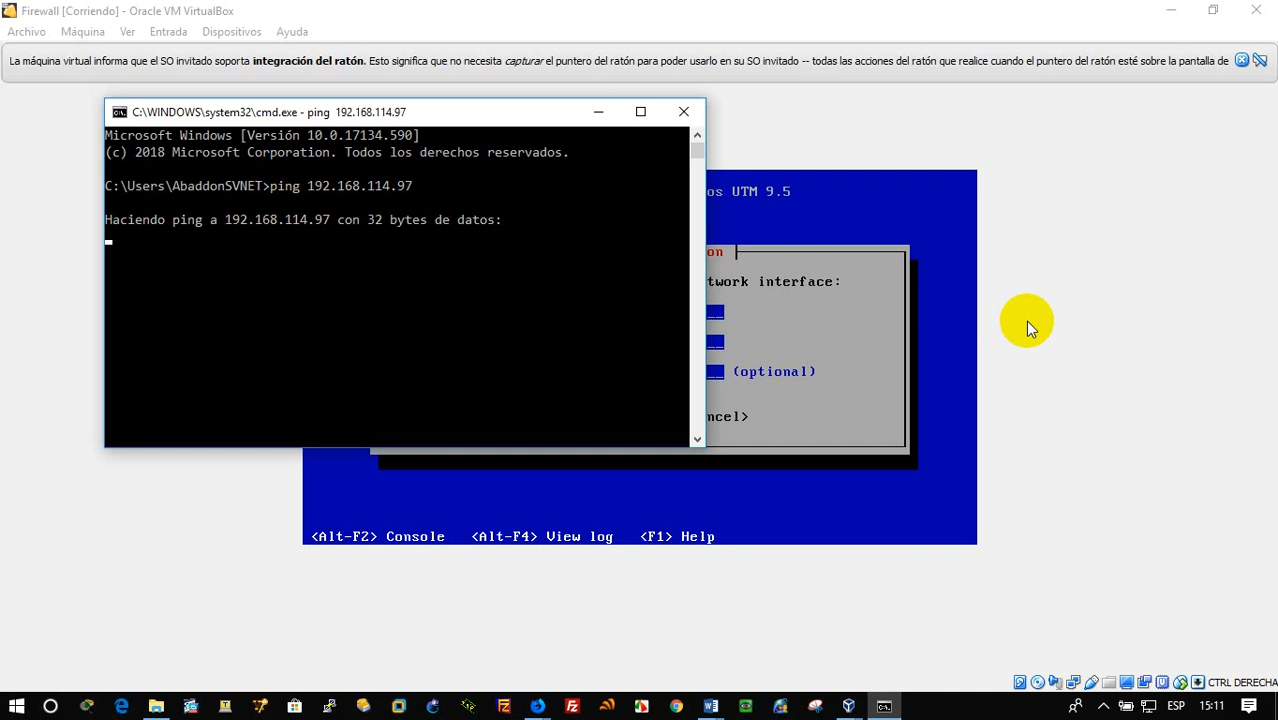 Firewall [Corriendo] - Oracle VM VirtualBox
Archivo Máquina Ver Entrada Dispositivos Ayuda
La máquina virtual informa que el SO invitado soporta integración del ratón. Esto significa que no necesita capturar el puntero del ratón para poder usarlo en su SO invitado -- todas las acciones del ratón que realice cuando el puntero del ratón esté sobre la pantalla de
C:\WINDOWS\system32\cmd.exe - ping 192.168.114.97
Microsoft Windows [Versión 10.0.17134.590]
(c) 2018 Microsoft Corporation. Todos los derechos reservados.
C:\Users\AbaddonSVNET>ping 192.168.114.97
Haciendo ping a 192.168.114.97 con 32 bytes de datos:
os UTM 9.5
on
twork interface:
(optional)
ncel>
<Alt-F2> Console <Alt-F4> View log <F1> Help
CTRL DERECHA
ESP 15:11